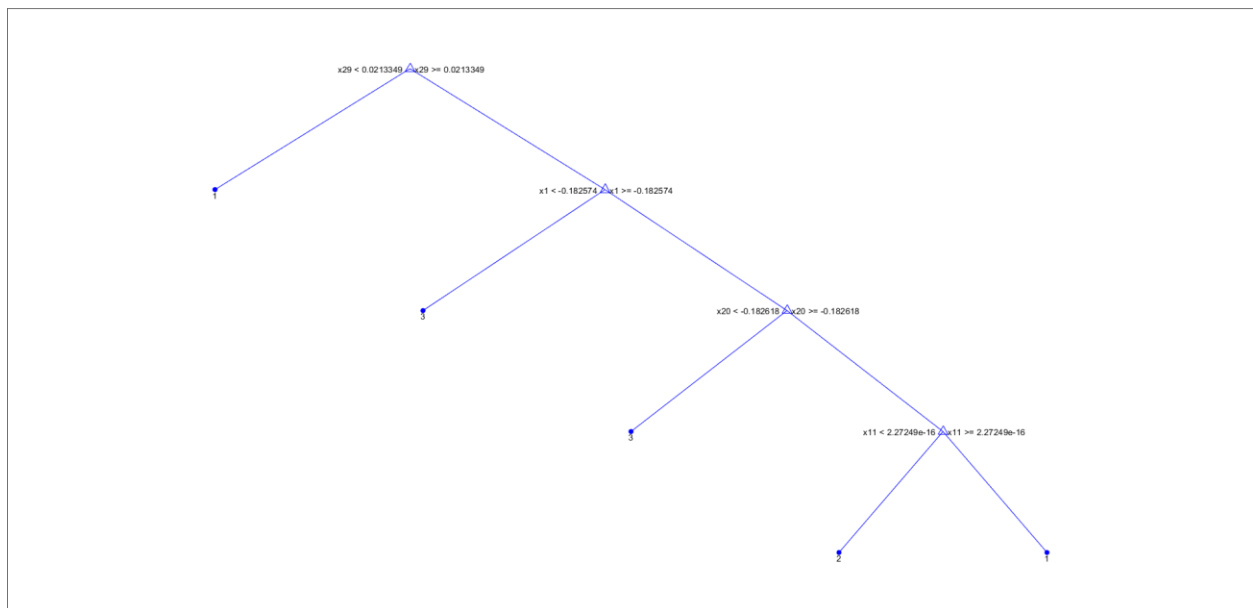 x29 < 0.0213349 x29 >= 0.0213349
1
x1 < -0.182574 x1 >= -0.182574
3
x20 < -0.182618 x20 >= -0.182618
3
x11 < 2.27249e-16 x11 >= 2.27249e-16
2
1